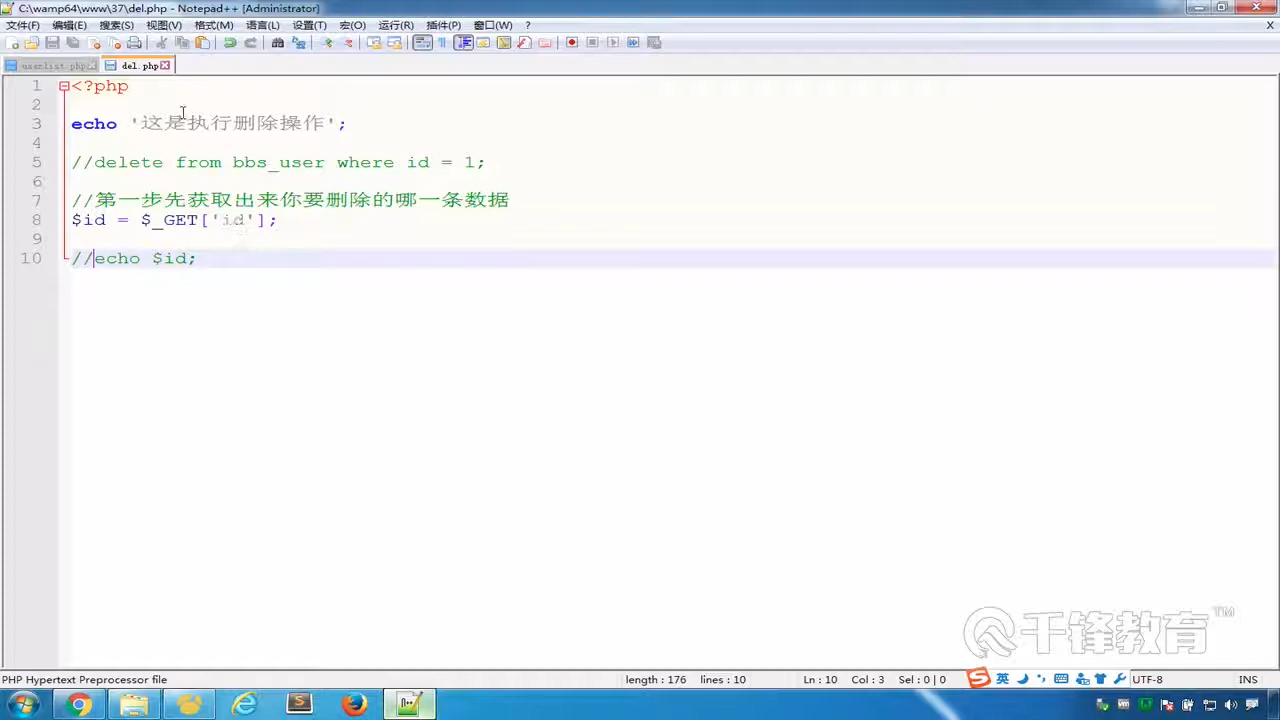 C:\wamp64\www\37\del.php - Notepad++ [Administrator]
文件(F) 编辑(E) 搜索(S) 视图(V) 格式(M) 语言(L) 设置(T) 宏(O) 运行(R) 插件(P) 窗口(W) ? X
userlist.php del.php
1 <?php
2
3 echo '这是执行删除操作';
4
5 //delete from bbs_user where id = 1;
6
7 //第一步先获取出来你要删除的哪一条数据
8 $id = $_GET['id'];
9
10 //echo $id;
千锋教育™
PHP Hypertext Preprocessor file length : 176 lines : 10 Ln : 10 Col : 3 Sel : 0 | 0 英 UTF-8 INS